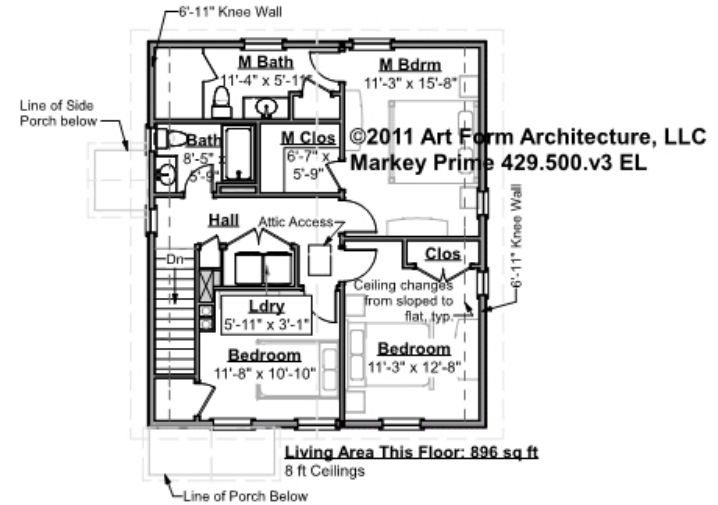 6'-11" Knee Wall
M Bath
11'-4" x 5'-11"
M Bdrm
11'-3" x 15'-8"
Line of Side
Porch below
Bath
8'-5" x
5'-9"
M Clos
6'-7" x
5'-9"
©2011 Art Form Architecture, LLC
Markey Prime 429.500.v3 EL
6'-11" Knee Wall
Hall
Attic Access
Clos
Dn
Ceiling changes
from sloped to
flat, typ.
Ldry
5'-11" x 3'-1"
Bedroom
11'-8" x 10'-10"
Bedroom
11'-3" x 12'-8"
Living Area This Floor: 896 sq ft
8 ft Ceilings
Line of Porch Below